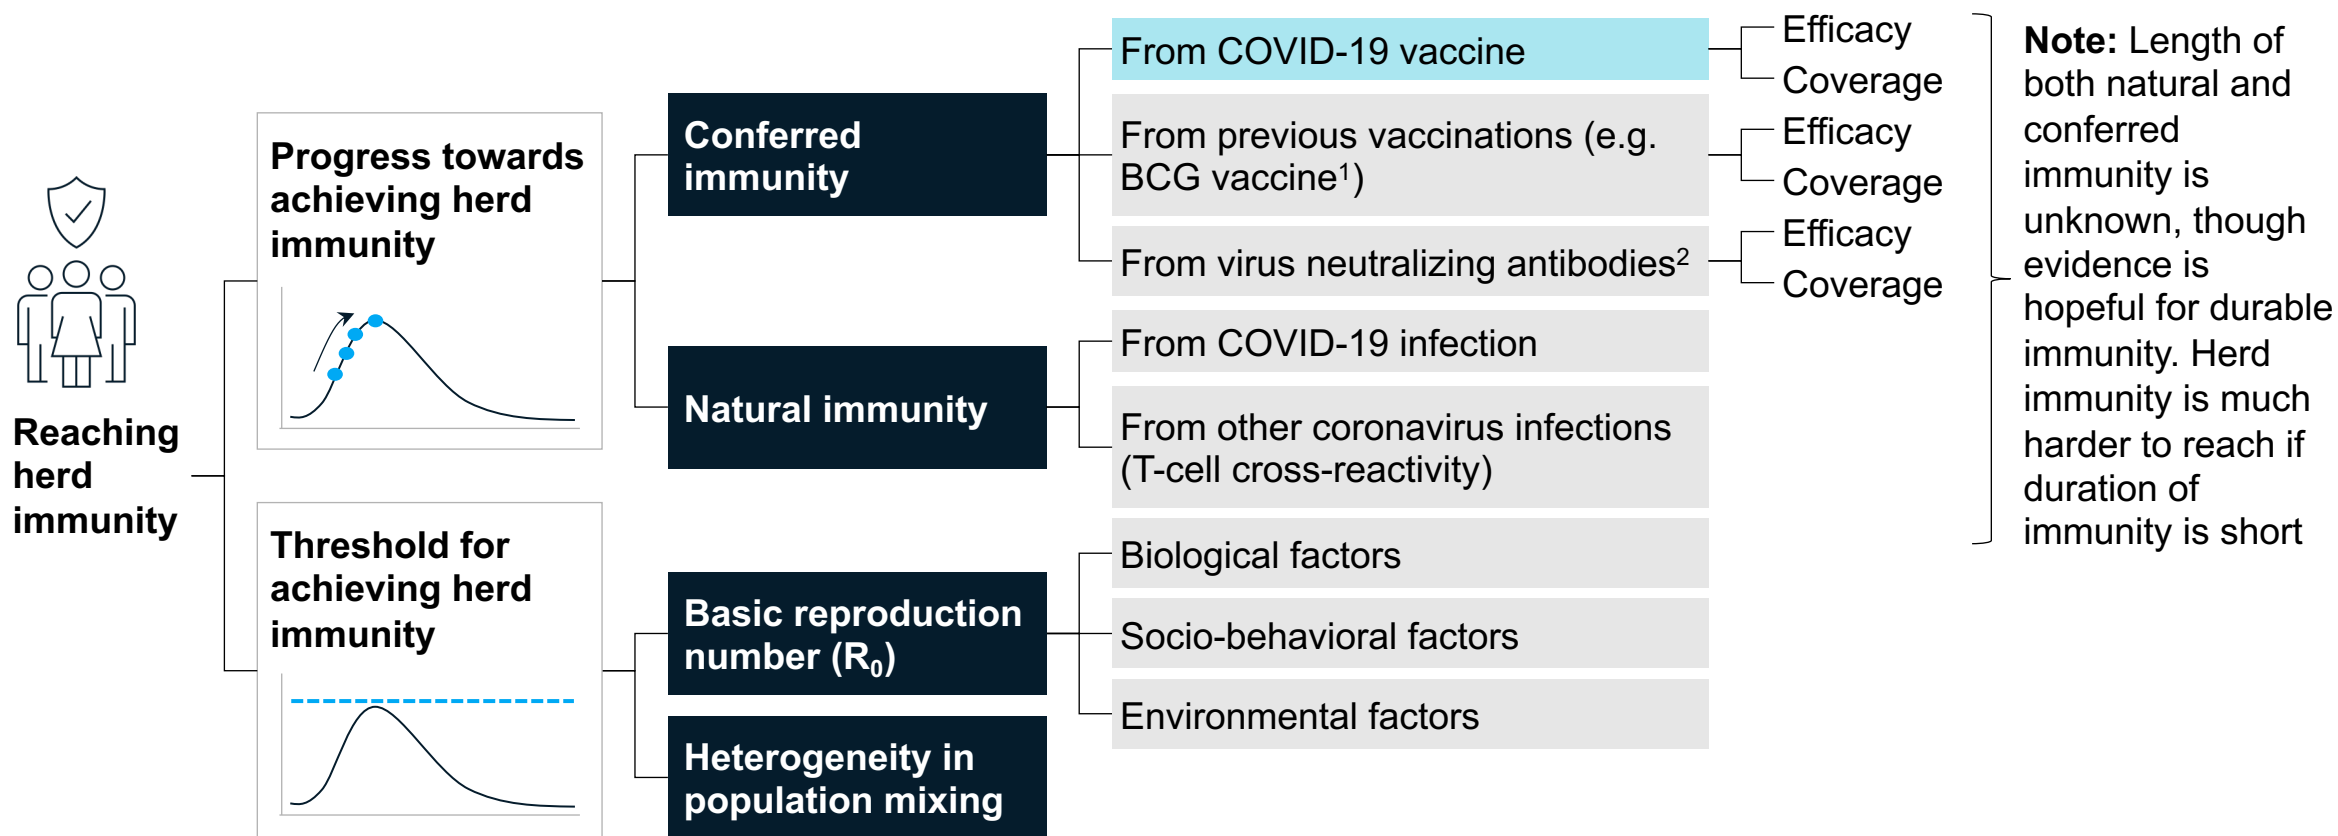 Reaching
herd
immunity
Progress towards
achieving herd
immunity
Threshold for
achieving herd
immunity
Conferred
immunity
Natural immunity
Basic reproduction
number (R₀)
Heterogeneity in
population mixing
From COVID-19 vaccine
From previous vaccinations (e.g.
BCG vaccine¹)
From virus neutralizing antibodies²
From COVID-19 infection
From other coronavirus infections
(T-cell cross-reactivity)
Biological factors
Socio-behavioral factors
Environmental factors
Efficacy
Coverage
Efficacy
Coverage
Efficacy
Coverage
Note: Length of
both natural and
conferred
immunity is
unknown, though
evidence is
hopeful for durable
immunity. Herd
immunity is much
harder to reach if
duration of
immunity is short